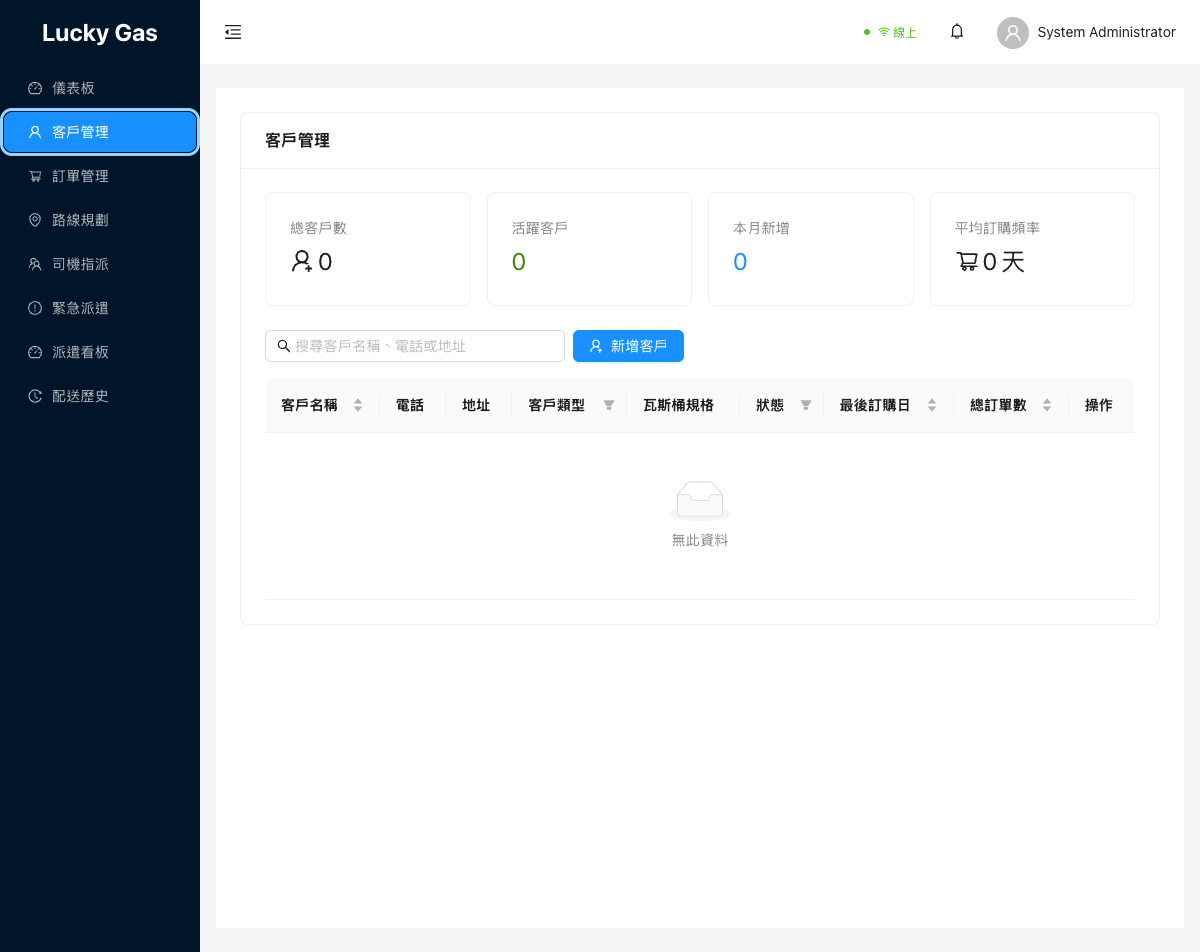 Lucky Gas
線上
System Administrator
儀表板
客戶管理
訂單管理
路線規劃
司機指派
緊急派遣
派遣看板
配送歷史
客戶管理
總客戶數
0
活躍客戶
0
本月新增
0
平均訂購頻率
0 天
搜尋客戶名稱、電話或地址
新增客戶
客戶名稱 電話 地址 客戶類型 瓦斯桶規格 狀態 最後訂購日 總訂單數 操作
無此資料